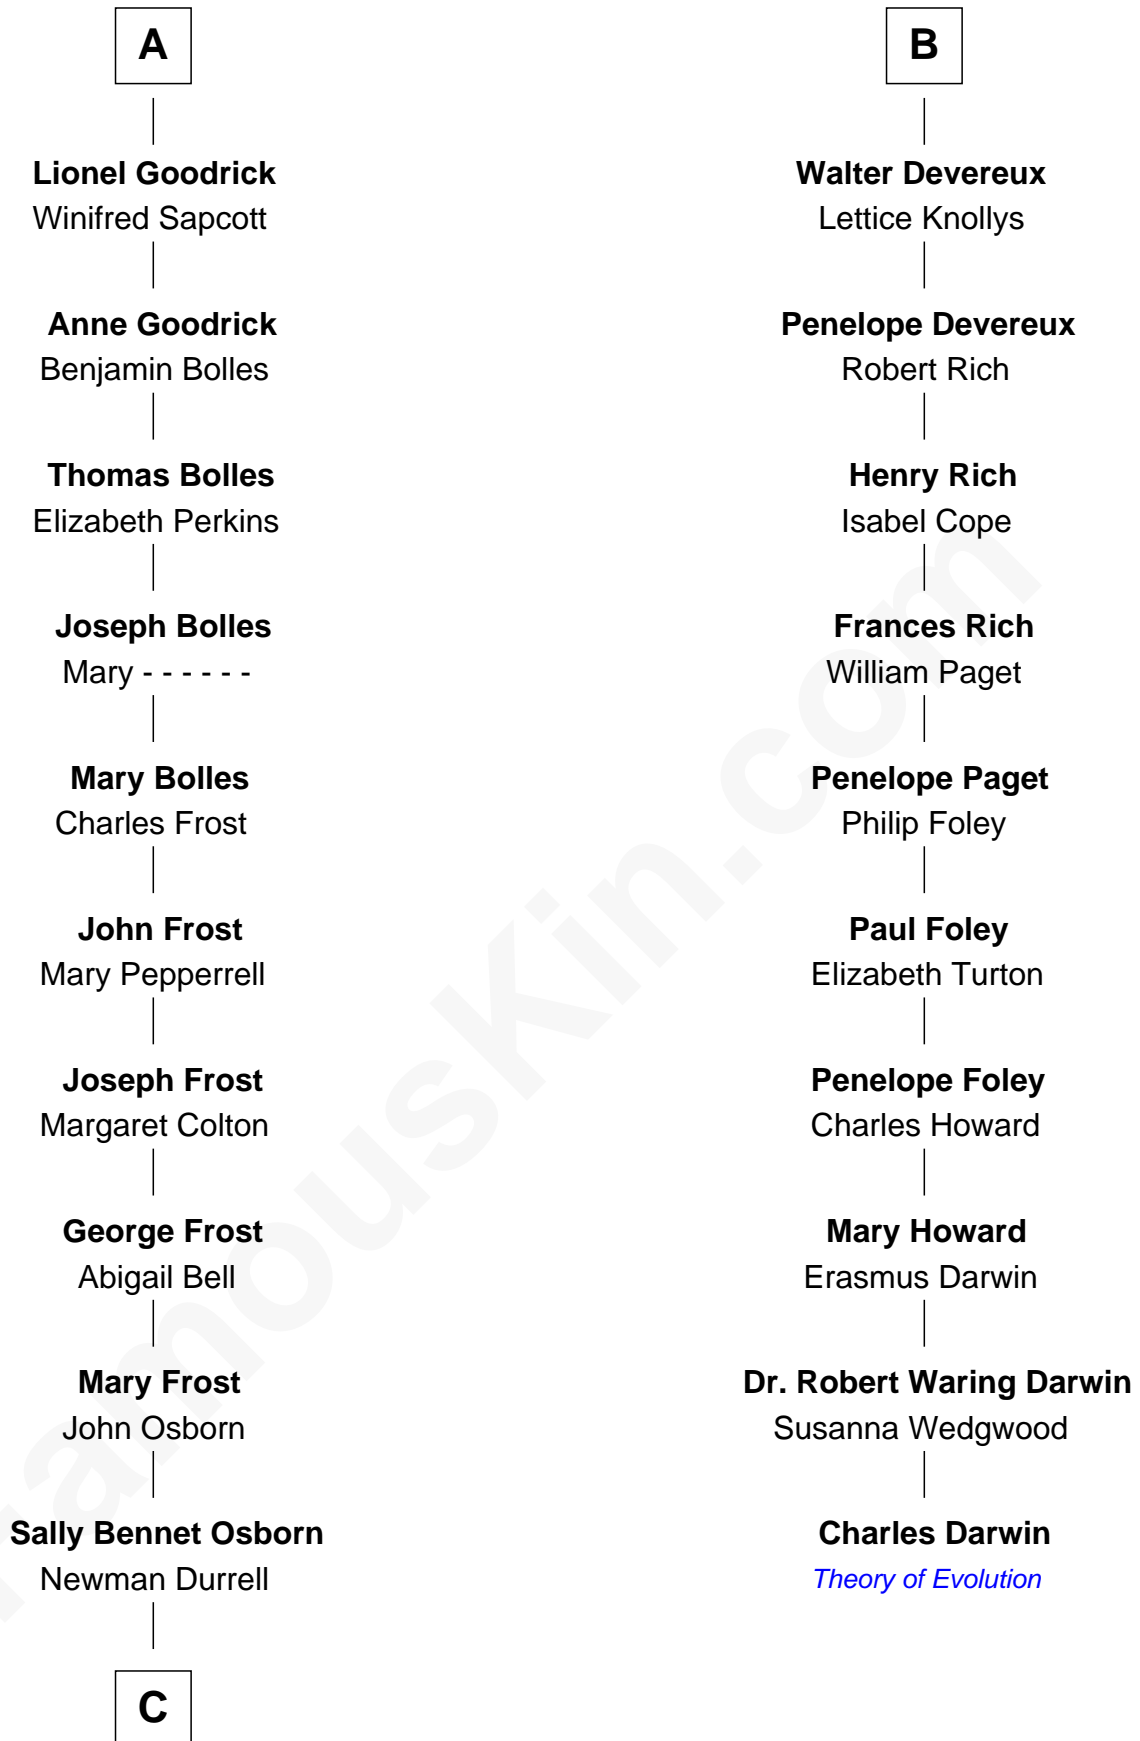 A
Lionel Goodrick
Winifred Sapcott
Anne Goodrick
Benjamin Bolles
Thomas Bolles
Elizabeth Perkins
Joseph Bolles
Mary - - - - - -
Mary Bolles
Charles Frost
John Frost
Mary Pepperrell
Joseph Frost
Margaret Colton
George Frost
Abigail Bell
Mary Frost
John Osborn
Sally Bennet Osborn
Newman Durrell
C
B
Walter Devereux
Lettice Knollys
Penelope Devereux
Robert Rich
Henry Rich
Isabel Cope
Frances Rich
William Paget
Penelope Paget
Philip Foley
Paul Foley
Elizabeth Turton
Penelope Foley
Charles Howard
Mary Howard
Erasmus Darwin
Dr. Robert Waring Darwin
Susanna Wedgwood
Charles Darwin
Theory of Evolution
FamousKin.com